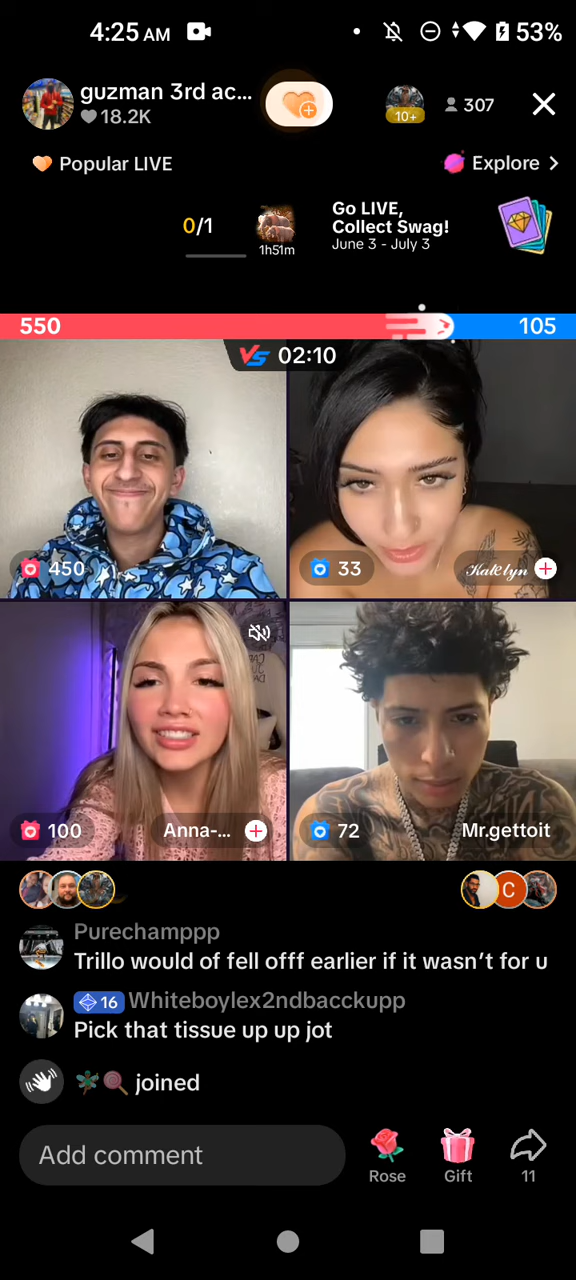 4:25 AM
53%
guzman 3rd ac...
18.2K
10+
307
Popular LIVE
Explore >
0/1
1h51m
Go LIVE,
Collect Swag!
June 3 - July 3
550
105
VS 02:10
450
33
𝒦𝒶𝓉ℯ𝓁𝓎𝓃
100
Anna-...
72
Mr.gettoit
C
Purechamppp
Trillo would of fell offf earlier if it wasn’t for u
16 Whiteboylex2ndbacckupp
Pick that tissue up up jot
joined
Add comment
Rose
Gift
11